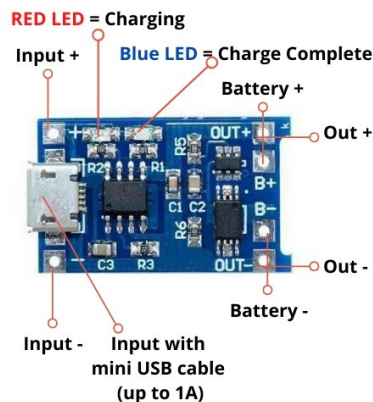 RED LED = Charging
Input +
Blue LED = Charge Complete
Battery +
Out +
+
OUT+
k
R5
B+
R2
R1
B-
C1
C2
R6
C3
R3
OUT-
-
Out -
Battery -
Input -
Input with
mini USB cable
(up to 1A)